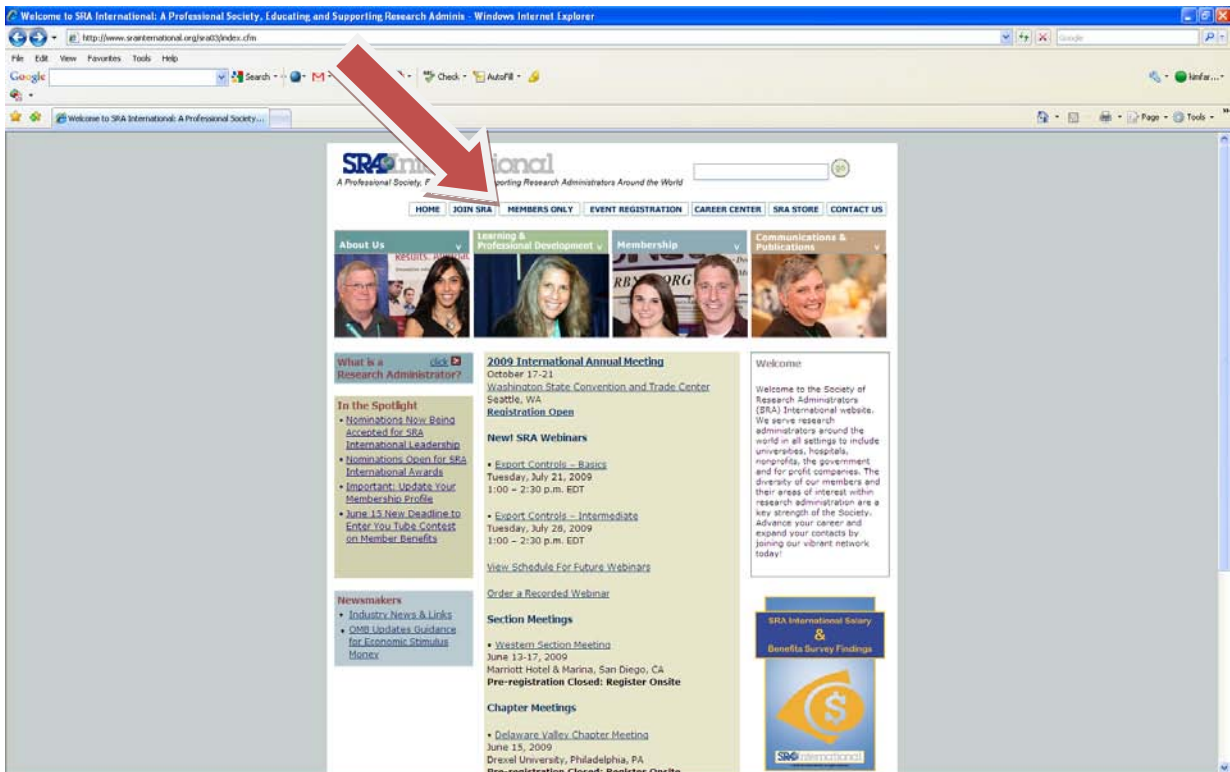 Welcome to SRA International: A Professional Society, Educating and Supporting Research Adminis - Windows Internet Explorer
http://www.srainternational.org/sra03/index.cfm
Google
File Edit View Favorites Tools Help
Google
Search
Check
AutoFill
Welcome to SRA International: A Professional Society...
Page
Tools
SRA International
A Professional Society,
porting Research Administrators Around the World
HOME
JOIN SRA
MEMBERS ONLY
EVENT REGISTRATION
CAREER CENTER
SRA STORE
CONTACT US
About Us v
Learning &
Professional Development v
Membership v
Communications &
Publications v
What is a click
Research Administrator?
In the Spotlight
• Nominations Now Being
Accepted for SRA
International Leadership
• Nominations Open for SRA
International Awards
• Important: Update Your
Membership Profile
• June 15 New Deadline to
Enter You Tube Contest
on Member Benefits
Newsmakers
• Industry News & Links
• OMB Updates Guidance
for Economic Stimulus
Money
2009 International Annual Meeting
October 17-21
Washington State Convention and Trade Center
Seattle, WA
Registration Open
New! SRA Webinars
• Export Controls – Basics
Tuesday, July 21, 2009
1:00 – 2:30 p.m. EDT
• Export Controls – Intermediate
Tuesday, July 28, 2009
1:00 – 2:30 p.m. EDT
View Schedule For Future Webinars
Order a Recorded Webinar
Section Meetings
• Western Section Meeting
June 13-17, 2009
Marriott Hotel & Marina, San Diego, CA
Pre-registration Closed: Register Onsite
Chapter Meetings
• Delaware Valley Chapter Meeting
June 15, 2009
Drexel University, Philadelphia, PA
Pre-registration Closed: Register Onsite
Welcome
Welcome to the Society of
Research Administrators
(SRA) International website.
We serve research
administrators around the
world in all settings to include
universities, hospitals,
nonprofits, the government
and for profit companies. The
diversity of our members and
their areas of interest within
research administration are a
key strength of the Society.
Advance your career and
expand your contacts by
joining our vibrant network
today!
SRA International Salary
&
Benefits Survey Findings
SRA International